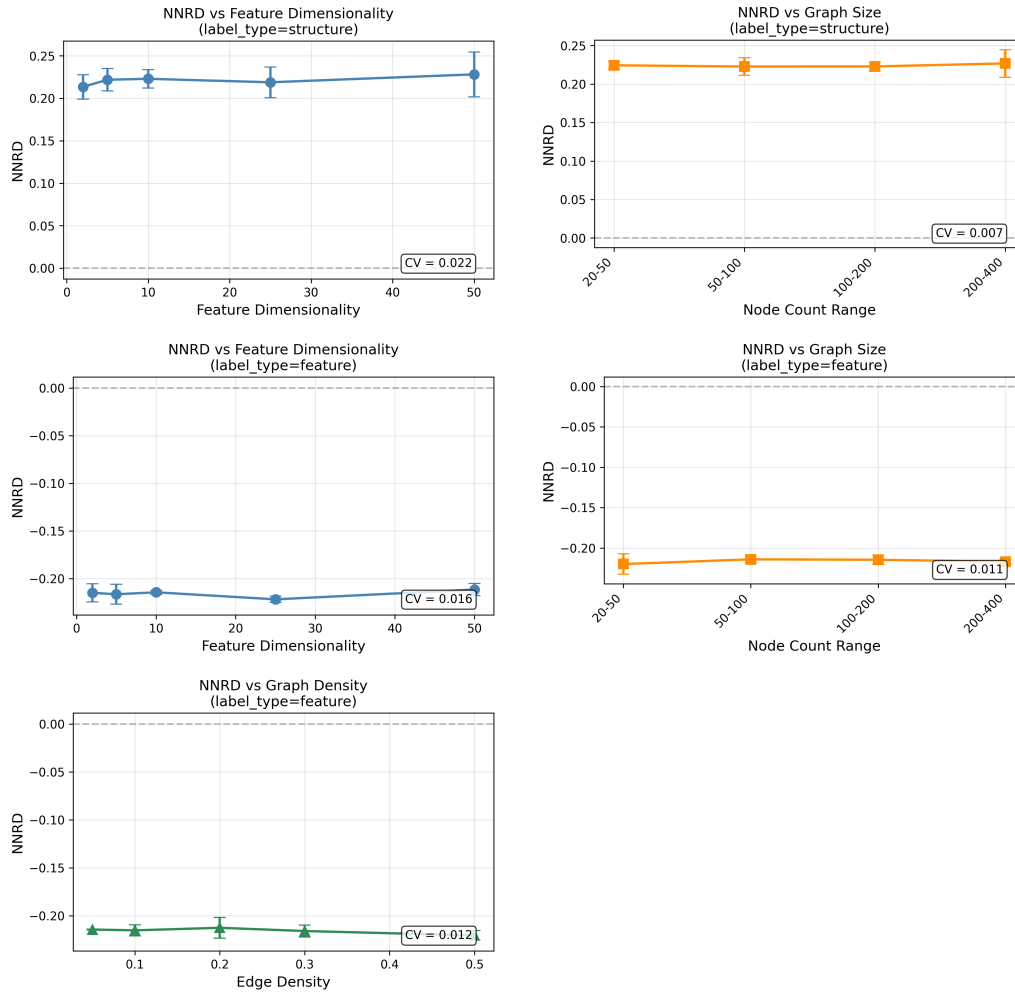 NNRD vs Feature Dimensionality
(label_type=structure)
0.25
0.20
0.15
0.10
0.05
0.00
NNRD
CV = 0.022
0 10 20 30 40 50
Feature Dimensionality
NNRD vs Graph Size
(label_type=structure)
0.25
0.20
0.15
0.10
0.05
0.00
NNRD
CV = 0.007
20-50 50-100 100-200 200-400
Node Count Range
NNRD vs Feature Dimensionality
(label_type=feature)
0.00
−0.05
−0.10
−0.15
−0.20
NNRD
CV = 0.016
0 10 20 30 40 50
Feature Dimensionality
NNRD vs Graph Size
(label_type=feature)
0.00
−0.05
−0.10
−0.15
−0.20
NNRD
CV = 0.011
20-50 50-100 100-200 200-400
Node Count Range
NNRD vs Graph Density
(label_type=feature)
0.00
−0.05
−0.10
−0.15
−0.20
NNRD
CV = 0.012
0.1 0.2 0.3 0.4 0.5
Edge Density